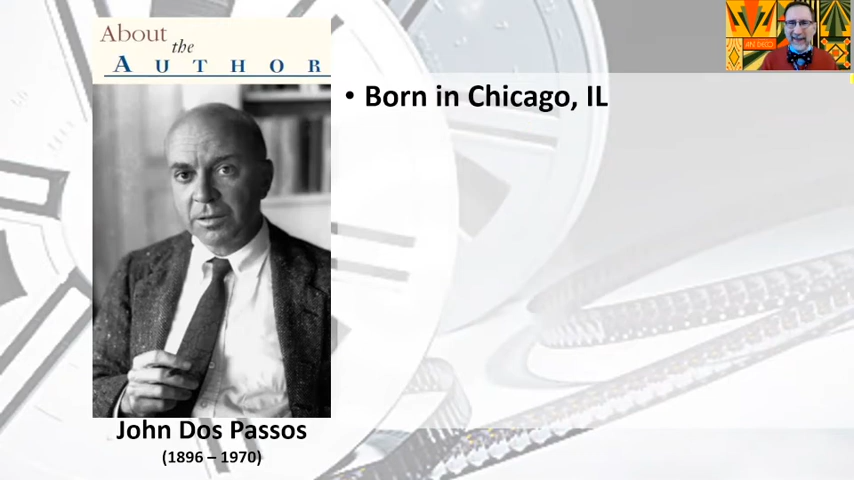 About
the
AUTHOR
• Born in Chicago, IL
John Dos Passos
(1896 – 1970)